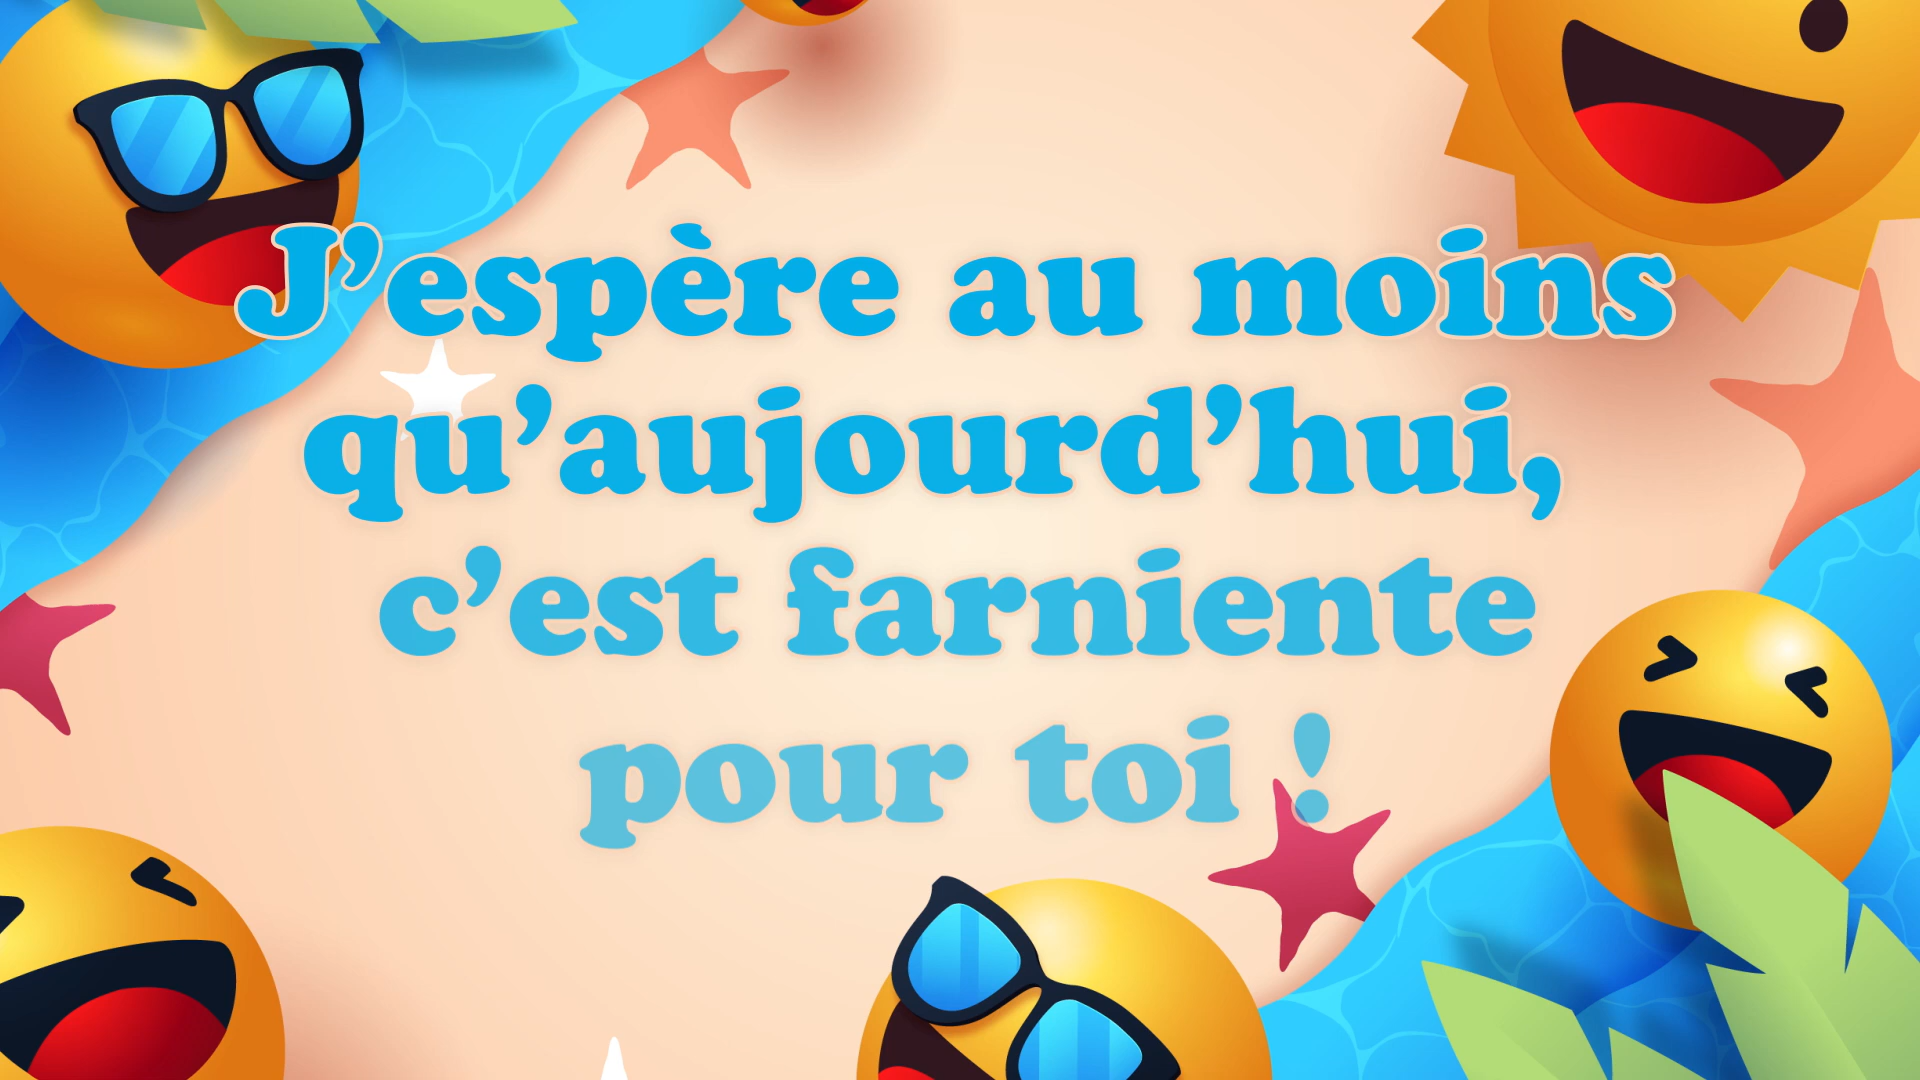 J’espère au moins
qu’aujourd’hui,
c’est farniente
pour toi !